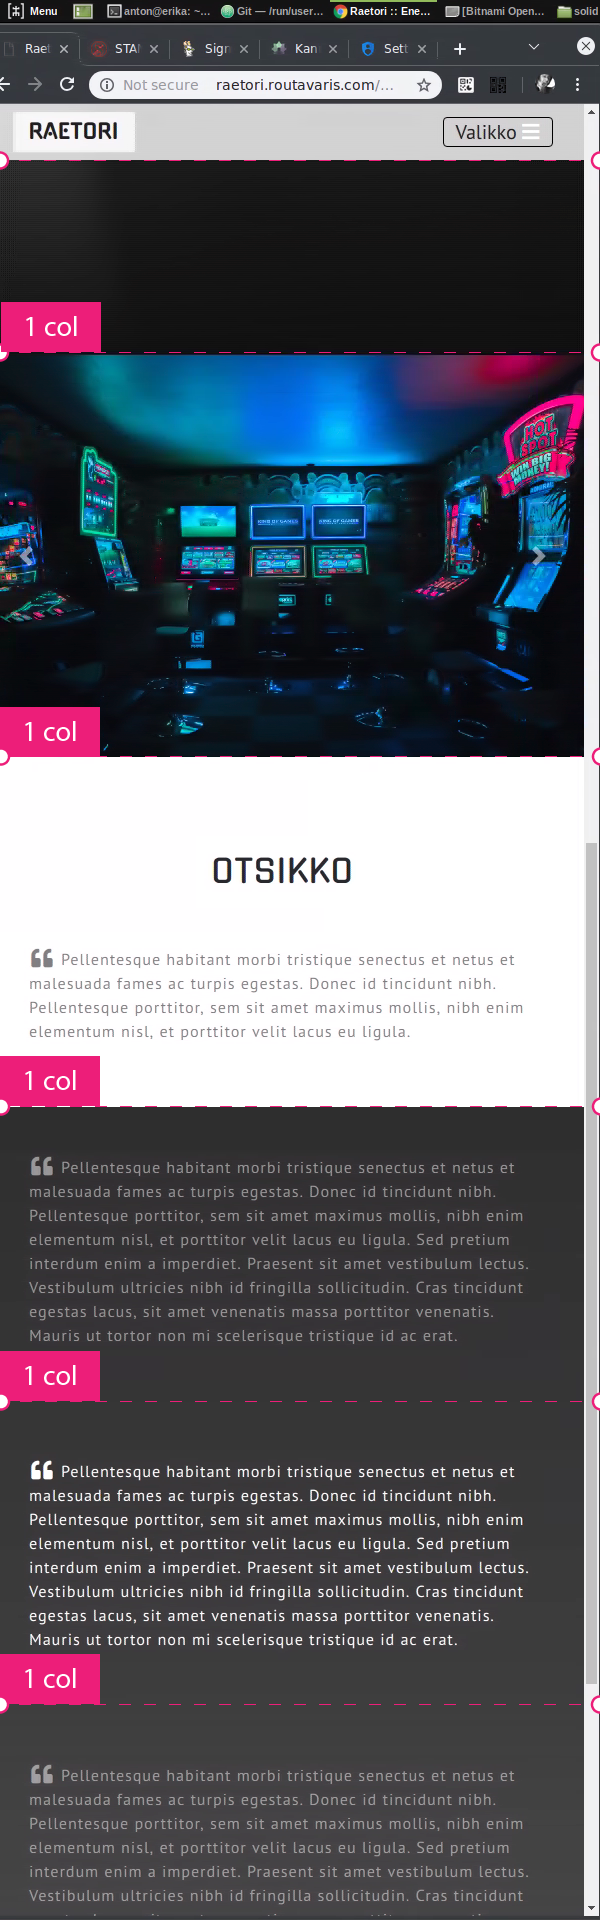 Menu
anton@erika: ~...
Git — /run/user...
Raetori :: Ene...
[Bitnami Open...
solid
Raet
STAI
Sign
Kan
Sett
Not secure raetori.routavaris.com/...
RAETORI
Valikko
1 col
HOT SPOT
WIN BIG MONEY!
KING OF GAMES
KING OF GAMES
1 col
OTSIKKO
Pellentesque habitant morbi tristique senectus et netus et
malesuada fames ac turpis egestas. Donec id tincidunt nibh.
Pellentesque porttitor, sem sit amet maximus mollis, nibh enim
elementum nisl, et porttitor velit lacus eu ligula.
1 col
Pellentesque habitant morbi tristique senectus et netus et
malesuada fames ac turpis egestas. Donec id tincidunt nibh.
Pellentesque porttitor, sem sit amet maximus mollis, nibh enim
elementum nisl, et porttitor velit lacus eu ligula. Sed pretium
interdum enim a imperdiet. Praesent sit amet vestibulum lectus.
Vestibulum ultricies nibh id fringilla sollicitudin. Cras tincidunt
egestas lacus, sit amet venenatis massa porttitor venenatis.
Mauris ut tortor non mi scelerisque tristique id ac erat.
1 col
Pellentesque habitant morbi tristique senectus et netus et
malesuada fames ac turpis egestas. Donec id tincidunt nibh.
Pellentesque porttitor, sem sit amet maximus mollis, nibh enim
elementum nisl, et porttitor velit lacus eu ligula. Sed pretium
interdum enim a imperdiet. Praesent sit amet vestibulum lectus.
Vestibulum ultricies nibh id fringilla sollicitudin. Cras tincidunt
egestas lacus, sit amet venenatis massa porttitor venenatis.
Mauris ut tortor non mi scelerisque tristique id ac erat.
1 col
Pellentesque habitant morbi tristique senectus et netus et
malesuada fames ac turpis egestas. Donec id tincidunt nibh.
Pellentesque porttitor, sem sit amet maximus mollis, nibh enim
elementum nisl, et porttitor velit lacus eu ligula. Sed pretium
interdum enim a imperdiet. Praesent sit amet vestibulum lectus.
Vestibulum ultricies nibh id fringilla sollicitudin. Cras tincidunt